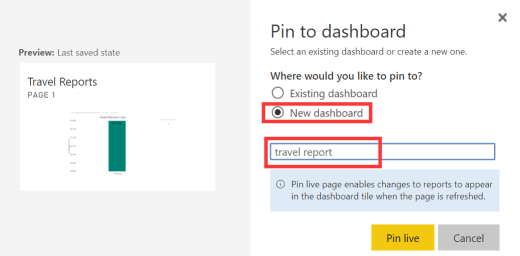 Pin to dashboard
Select an existing dashboard or create a new one.
Preview: Last saved state
Where would you like to pin to?
Existing dashboard
New dashboard
Travel Reports
PAGE 1
travel report
Pin live page enables changes to reports to appear
in the dashboard tile when the page is refreshed.
Pin live
Cancel